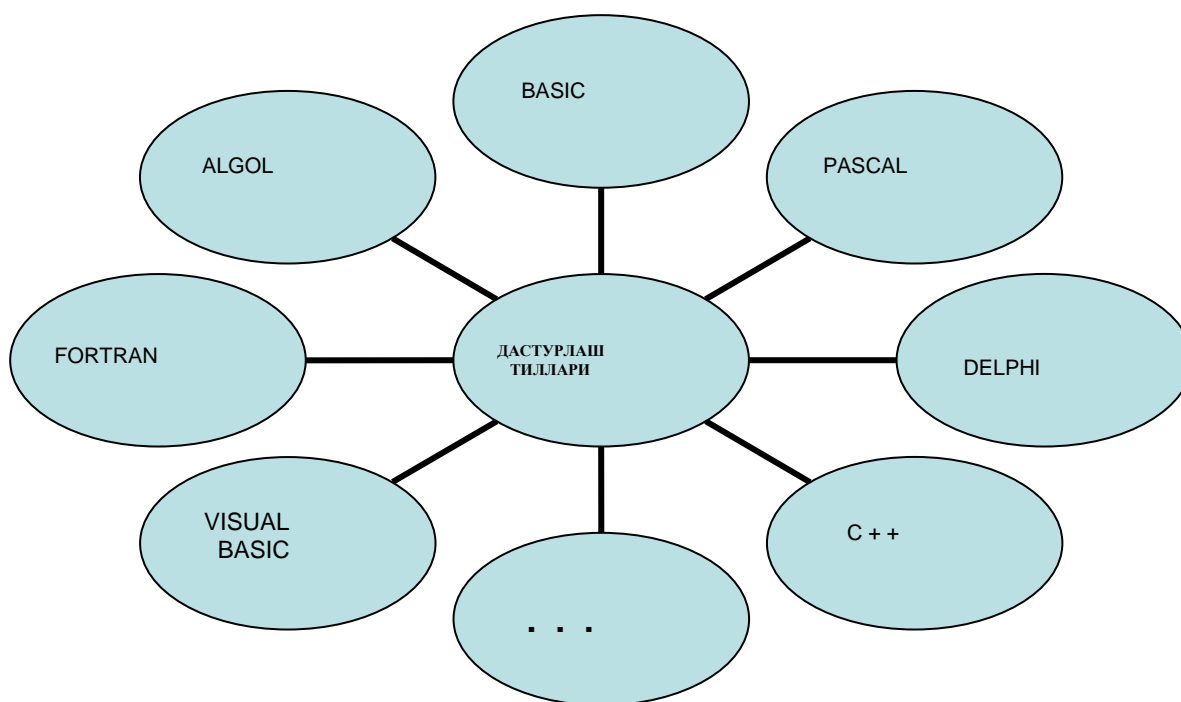 BASIC
ALGOL
PASCAL
ДАСТУРЛАШ
ТИЛЛАРИ
FORTRAN
DELPHI
VISUAL
BASIC
C + +
. . .